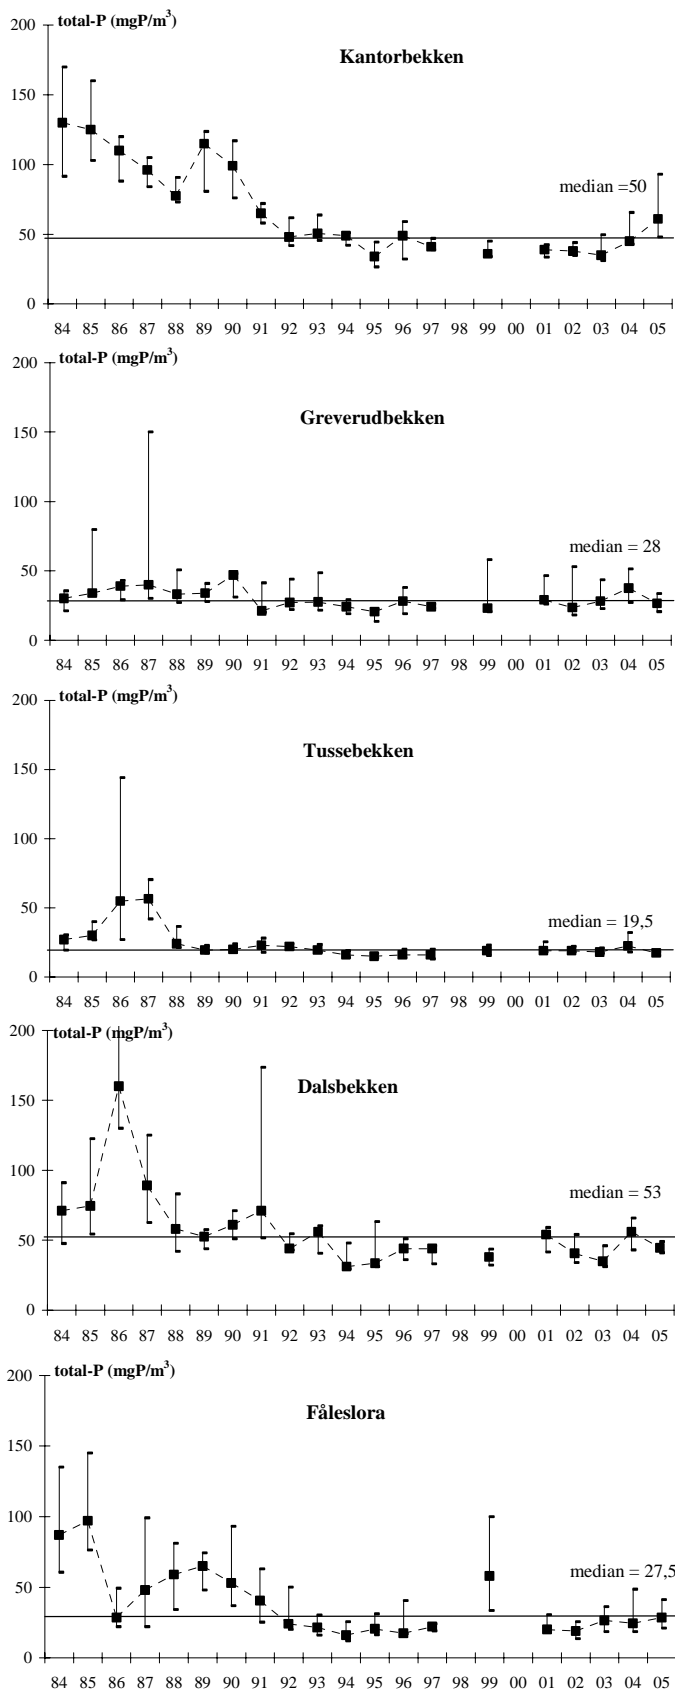 total-P (mgP/m³)
Kantorbekken
200
150
100
50
0
median =50
84 85 86 87 88 89 90 91 92 93 94 95 96 97 98 99 00 01 02 03 04 05
total-P (mgP/m³)
Greverudbekken
200
150
100
50
0
median = 28
84 85 86 87 88 89 90 91 92 93 94 95 96 97 98 99 00 01 02 03 04 05
total-P (mgP/m³)
Tussebekken
200
150
100
50
0
median = 19,5
84 85 86 87 88 89 90 91 92 93 94 95 96 97 98 99 00 01 02 03 04 05
total-P (mgP/m³)
Dalsbekken
200
150
100
50
0
median = 53
84 85 86 87 88 89 90 91 92 93 94 95 96 97 98 99 00 01 02 03 04 05
total-P (mgP/m³)
Fåleslora
200
150
100
50
0
median = 27,5
84 85 86 87 88 89 90 91 92 93 94 95 96 97 98 99 00 01 02 03 04 05